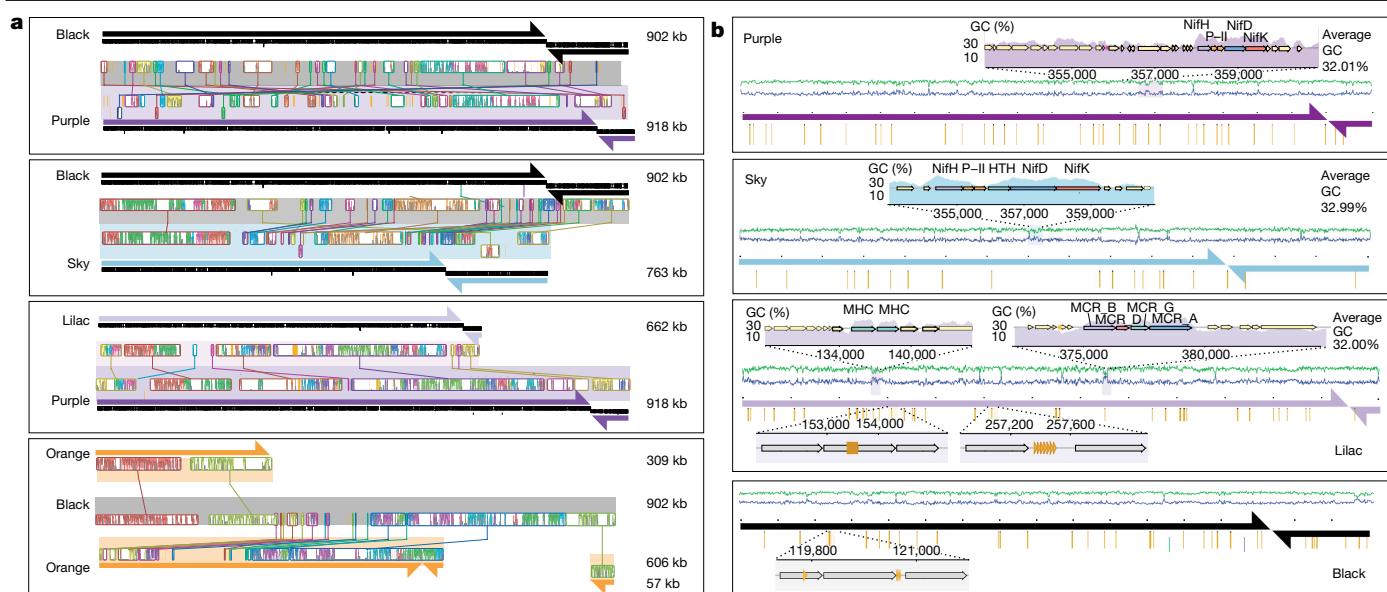 a
Black
902 kb
Purple
918 kb
Black
902 kb
Sky
763 kb
Lilac
662 kb
Purple
918 kb
Orange
309 kb
Black
902 kb
Orange
606 kb
57 kb
b
Purple
GC (%)
30
10
NifH NifD
P–II NifK
355,000 357,000 359,000
Average
GC
32.01%
Sky
GC (%)
30
10
NifH P–II HTH NifD NifK
355,000 357,000 359,000
Average
GC
32.99%
GC (%)
30
10
MHC MHC
134,000 140,000
GC (%)
30
10
MCR_B MCR_G
MCR_D MCR_A
375,000 380,000
Average
GC
32.00%
153,000 154,000
257,200 257,600
Lilac
119,800 121,000
Black